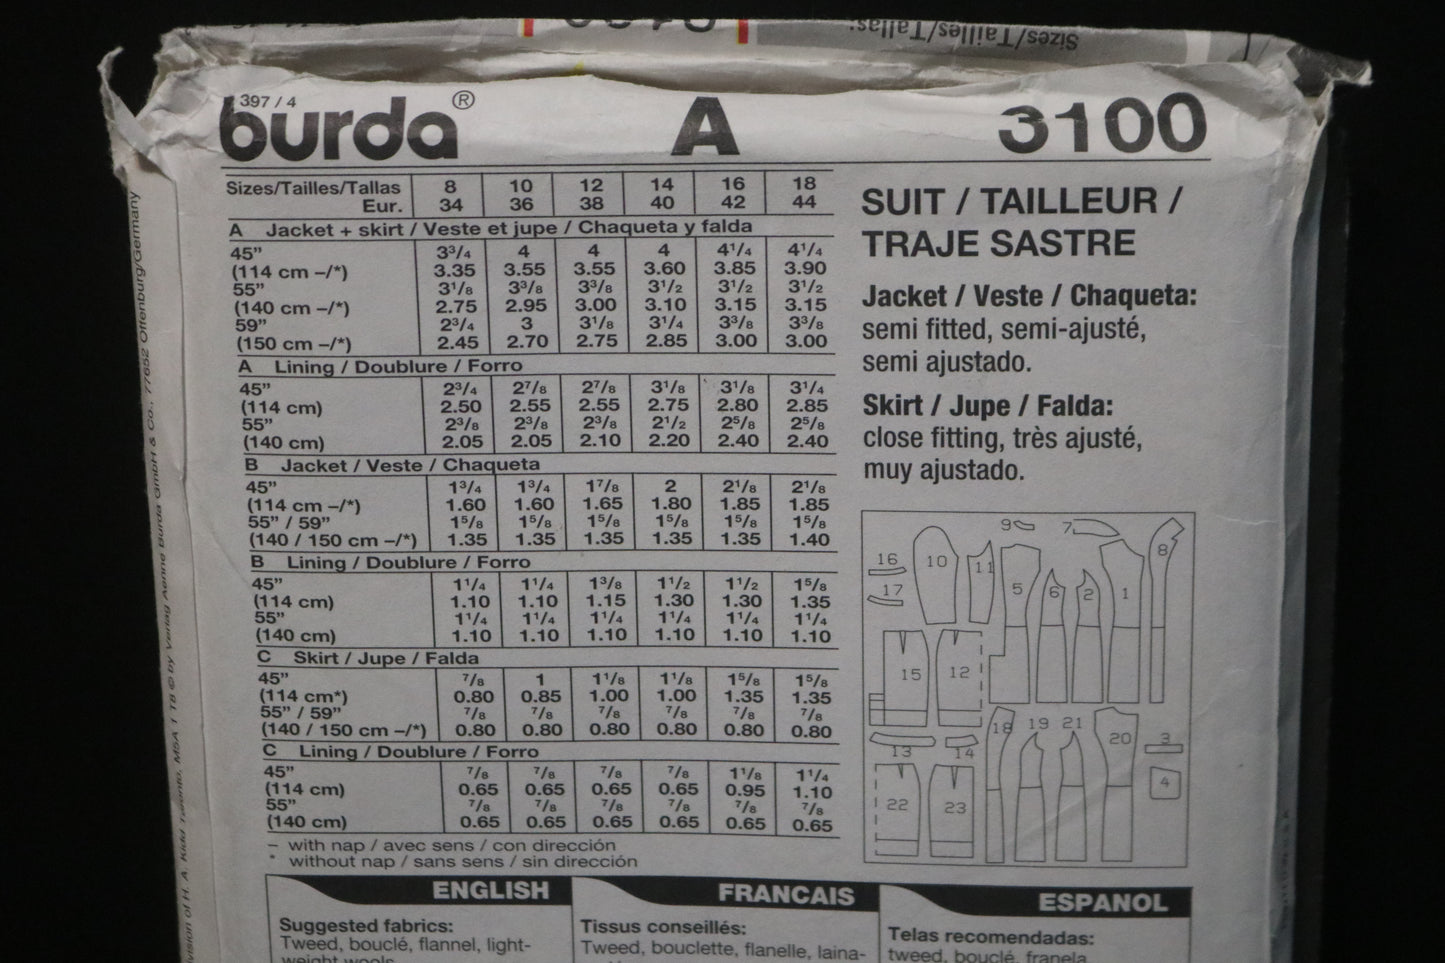 Sizes/Tailles/Tallas:
397 / 4
burda® A 3100
Sizes/Tailles/Tallas 8 10 12 14 16 18
Eur. 34 36 38 40 42 44
A Jacket + skirt / Veste et jupe / Chaqueta y falda
45” 3³/₄ 4 4 4 4¹/₄ 4¹/₄
(114 cm –/*) 3.35 3.55 3.55 3.60 3.85 3.90
55” 3¹/₈ 3³/₈ 3³/₈ 3¹/₂ 3¹/₂ 3¹/₂
(140 cm –/*) 2.75 2.95 3.00 3.10 3.15 3.15
59” 2³/₄ 3 3¹/₈ 3¹/₄ 3³/₈ 3³/₈
(150 cm –/*) 2.45 2.70 2.75 2.85 3.00 3.00
A Lining / Doublure / Forro
45” 2³/₄ 2⁷/₈ 2⁷/₈ 3¹/₈ 3¹/₈ 3¹/₄
(114 cm) 2.50 2.55 2.55 2.75 2.80 2.85
55” 2³/₈ 2³/₈ 2³/₈ 2¹/₂ 2⁵/₈ 2⁵/₈
(140 cm) 2.05 2.05 2.10 2.20 2.40 2.40
B Jacket / Veste / Chaqueta
45” 1³/₄ 1³/₄ 1⁷/₈ 2 2¹/₈ 2¹/₈
(114 cm –/*) 1.60 1.60 1.65 1.80 1.85 1.85
55” / 59” 1⁵/₈ 1⁵/₈ 1⁵/₈ 1⁵/₈ 1⁵/₈ 1⁵/₈
(140 / 150 cm –/*) 1.35 1.35 1.35 1.35 1.35 1.40
B Lining / Doublure / Forro
45” 1¹/₄ 1¹/₄ 1³/₈ 1¹/₂ 1¹/₂ 1⁵/₈
(114 cm) 1.10 1.10 1.15 1.30 1.30 1.35
55” 1¹/₄ 1¹/₄ 1¹/₄ 1¹/₄ 1¹/₄ 1¹/₄
(140 cm) 1.10 1.10 1.10 1.10 1.10 1.10
C Skirt / Jupe / Falda
45” ⁷/₈ 1 1¹/₈ 1¹/₈ 1⁵/₈ 1⁵/₈
(114 cm*) 0.80 0.85 1.00 1.00 1.35 1.35
55” / 59” ⁷/₈ ⁷/₈ ⁷/₈ ⁷/₈ ⁷/₈ ⁷/₈
(140 / 150 cm –/*) 0.80 0.80 0.80 0.80 0.80 0.80
C Lining / Doublure / Forro
45” ⁷/₈ ⁷/₈ ⁷/₈ ⁷/₈ 1¹/₈ 1¹/₄
(114 cm) 0.65 0.65 0.65 0.65 0.95 1.10
55” ⁷/₈ ⁷/₈ ⁷/₈ ⁷/₈ ⁷/₈ ⁷/₈
(140 cm) 0.65 0.65 0.65 0.65 0.65 0.65
– with nap / avec sens / con dirección
* without nap / sans sens / sin dirección
SUIT / TAILLEUR /
TRAJE SASTRE
Jacket / Veste / Chaqueta:
semi fitted, semi-ajusté,
semi ajustado.
Skirt / Jupe / Falda:
close fitting, très ajusté,
muy ajustado.
9 7
16 10 11 5 6 2 1 8
17
15 12
18 19 21 20 3
13 14
22 23 4
ENGLISH
Suggested fabrics:
Tweed, bouclé, flannel, light-
weight wools
FRANCAIS
Tissus conseillés:
Tweed, bouclette, flanelle, laina-
ESPANOL
Telas recomendadas:
tweed, bouclé, franela
by Verlag Aenne Burda GmbH & Co., 77652 Offenburg/Germany